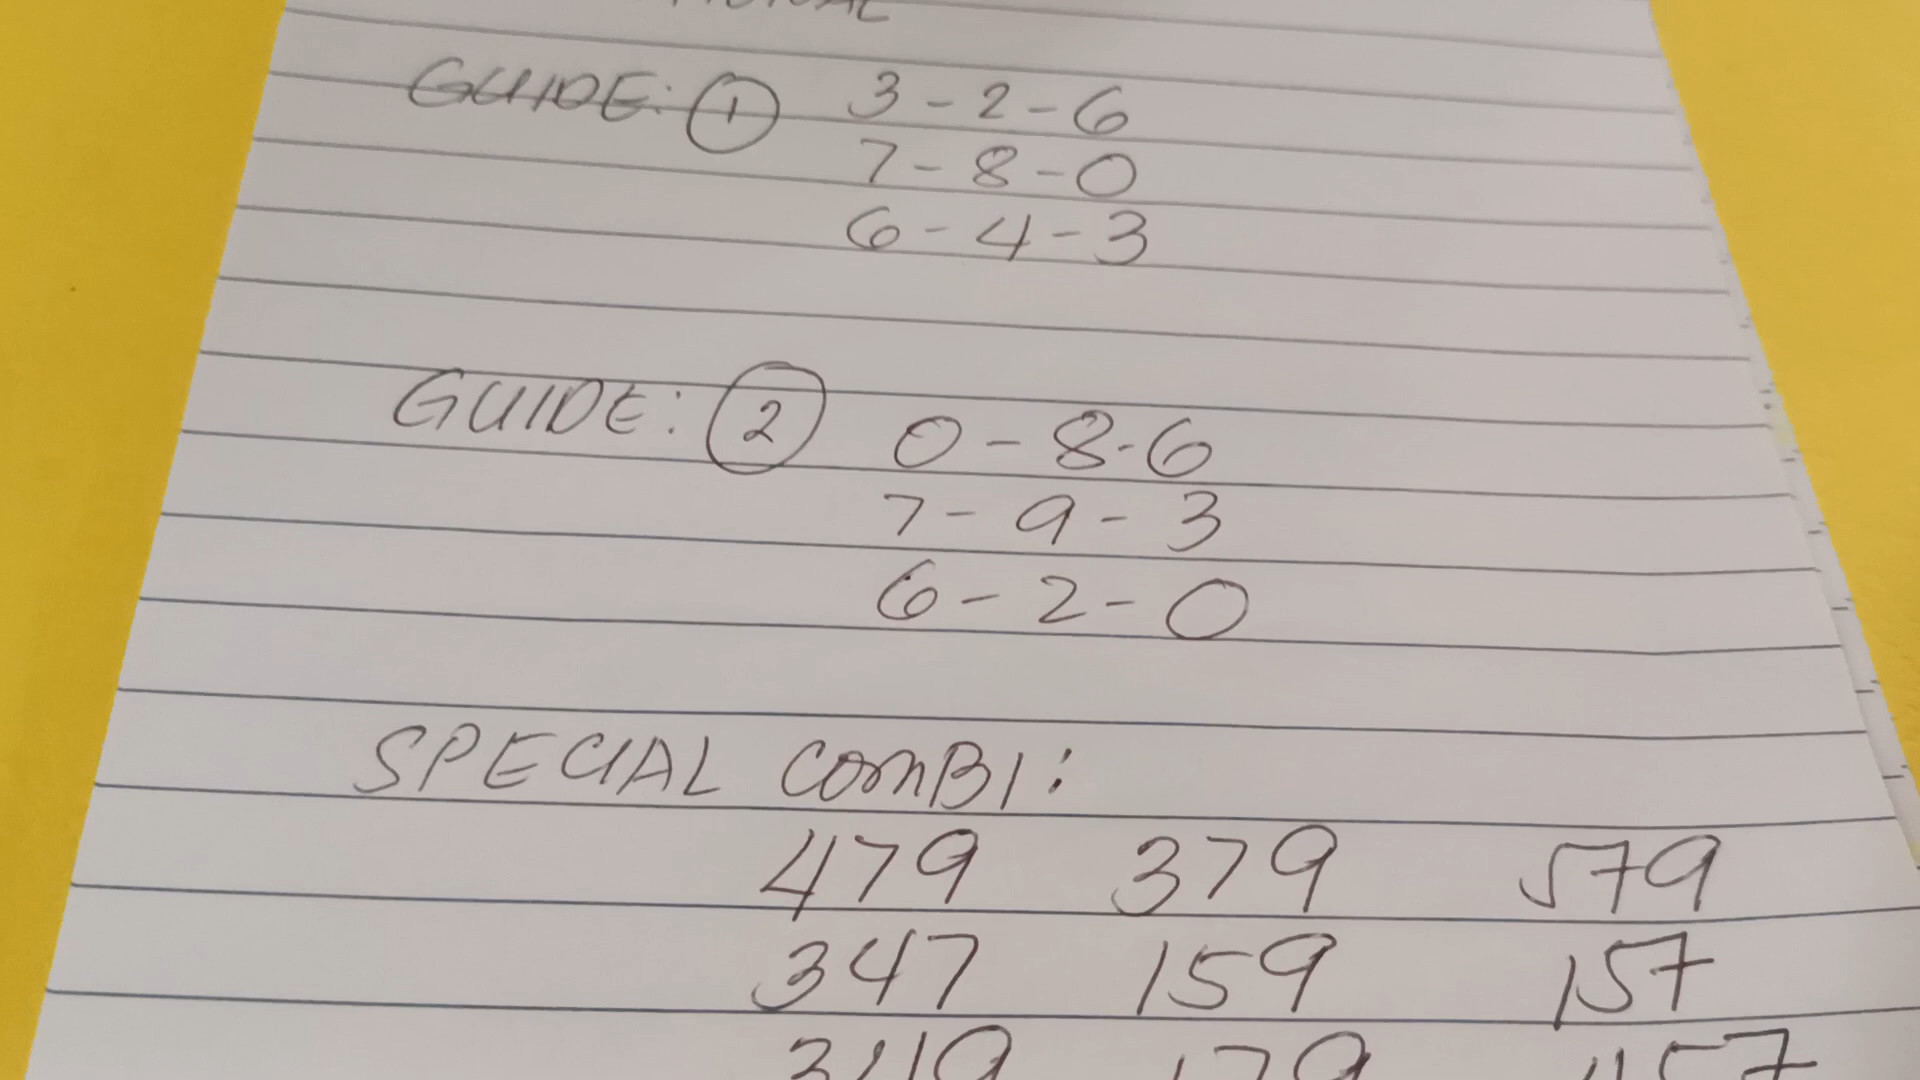 GUIDE: 1 3-2-6
7-8-0
6-4-3
GUIDE: 2 0-8-6
7-9-3
6-2-0
SPECIAL COMBI:
479 379 579
347 159 157